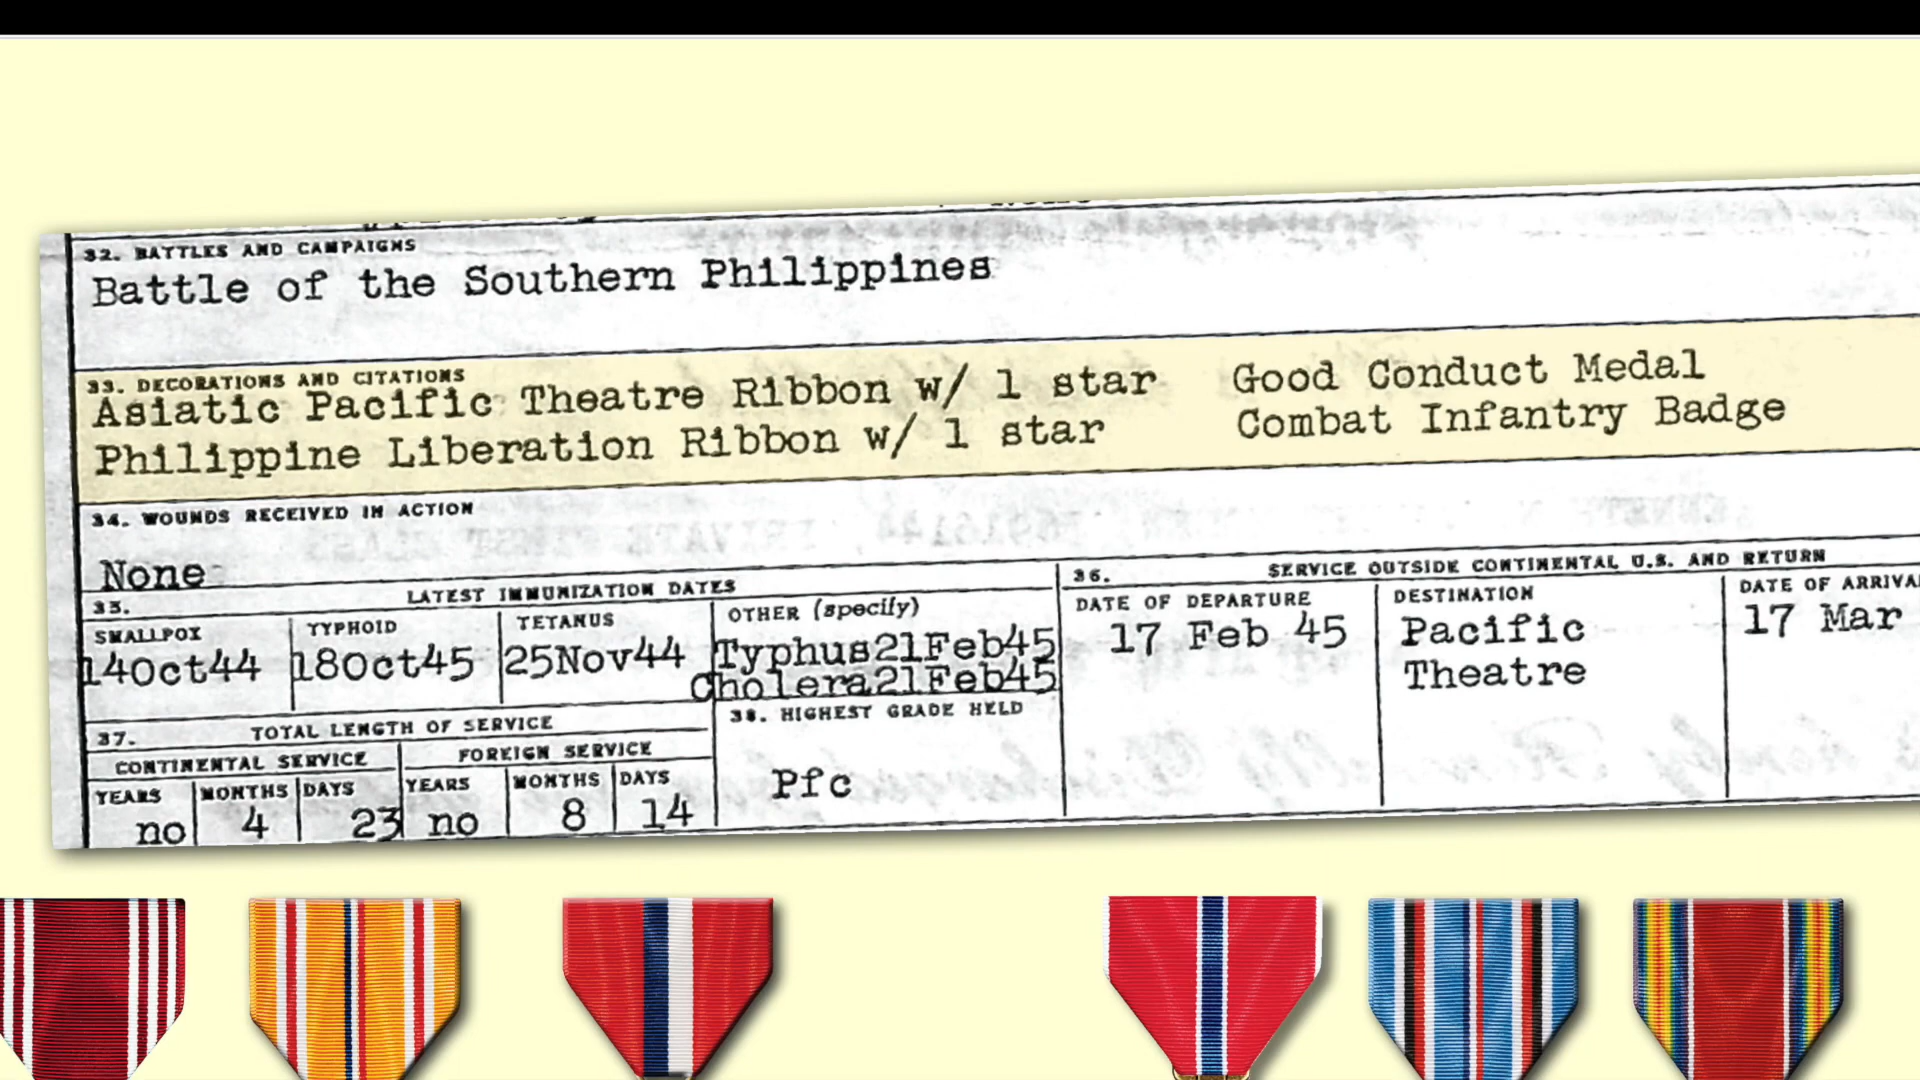 32. BATTLES AND CAMPAIGNS
Battle of the Southern Philippines
33. DECORATIONS AND CITATIONS
Asiatic Pacific Theatre Ribbon w/ 1 star Good Conduct Medal
Philippine Liberation Ribbon w/ 1 star Combat Infantry Badge
34. WOUNDS RECEIVED IN ACTION
None
35. LATEST IMMUNIZATION DATES
SMALLPOX TYPHOID TETANUS OTHER (specify)
14Oct44 18Oct45 25Nov44 Typhus21Feb45
Cholera21Feb45
36. SERVICE OUTSIDE CONTINENTAL U.S. AND RETURN
DATE OF DEPARTURE DESTINATION DATE OF
17 Feb 45 Pacific 17 Mar
Theatre
37. TOTAL LENGTH OF SERVICE
CONTINENTAL SERVICE FOREIGN SERVICE
YEARS MONTHS DAYS YEARS MONTHS DAYS
no 4 23 no 8 14
38. HIGHEST GRADE HELD
Pfc